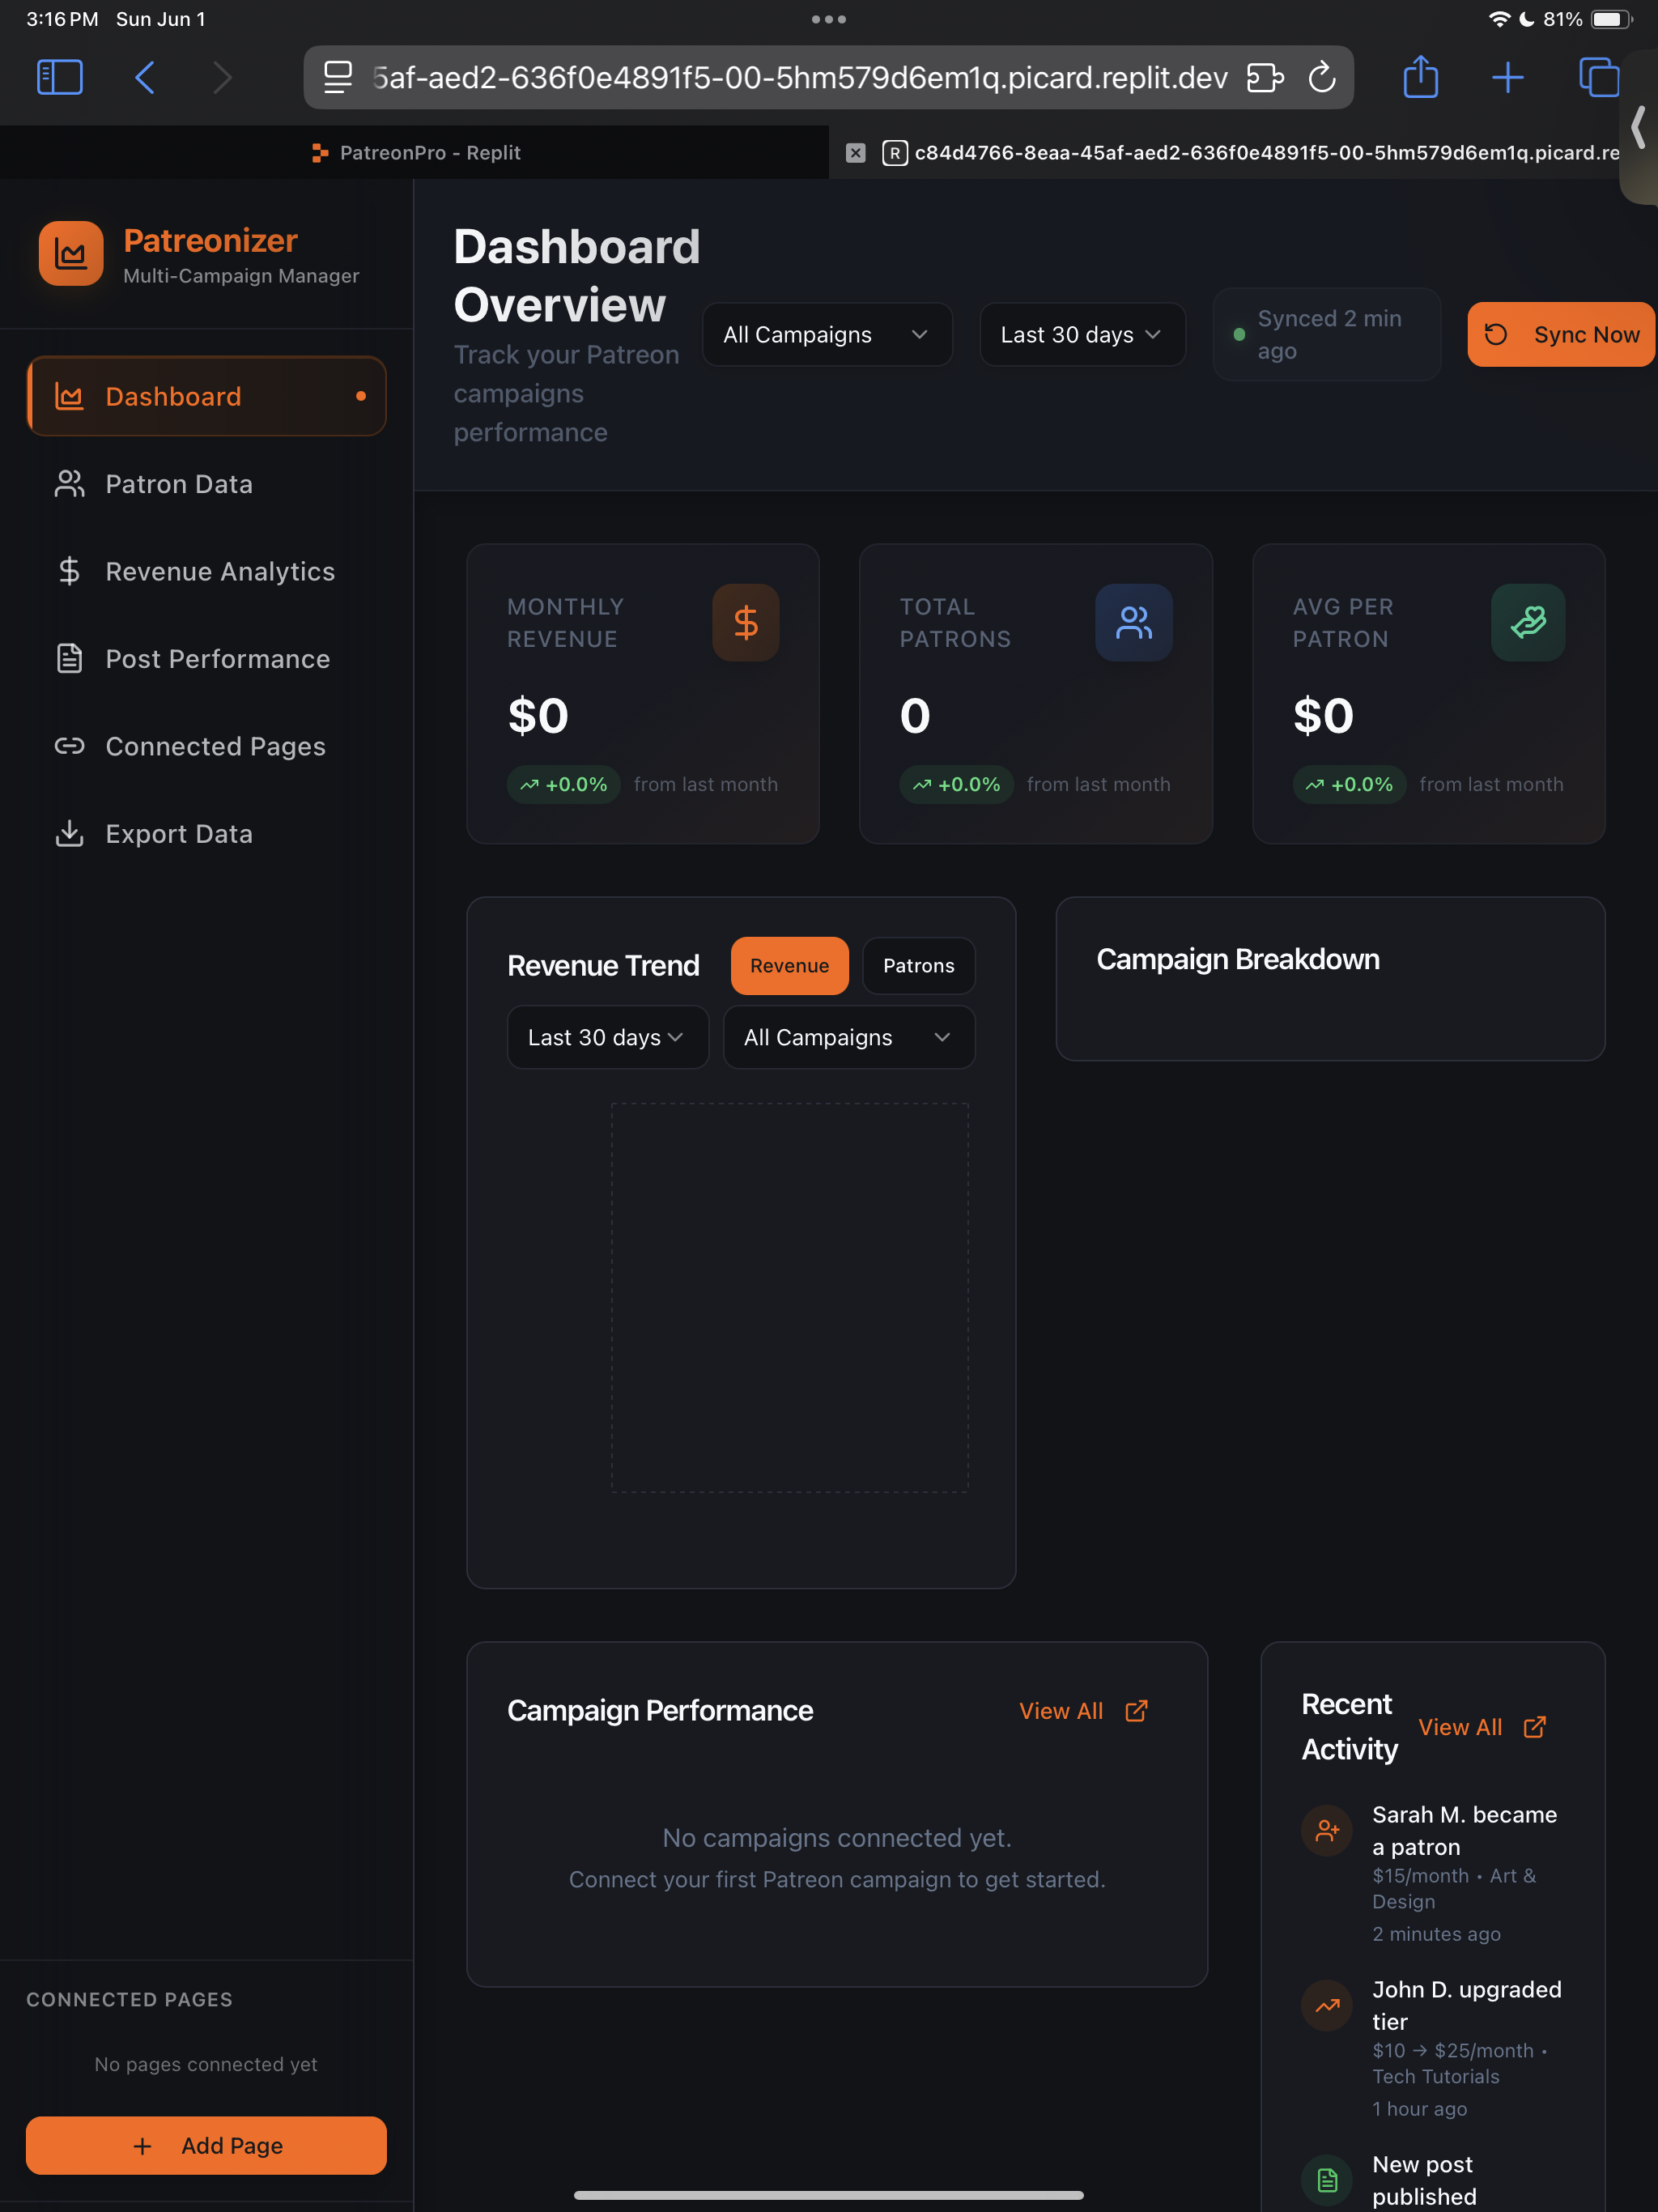 3:16 PM Sun Jun 1
81%
5af-aed2-636f0e4891f5-00-5hm579d6em1q.picard.replit.dev
PatreonPro - Replit
R c84d4766-8eaa-45af-aed2-636f0e4891f5-00-5hm579d6em1q.picard.re
Patreonizer
Multi-Campaign Manager
Dashboard
Patron Data
Revenue Analytics
Post Performance
Connected Pages
Export Data
CONNECTED PAGES
No pages connected yet
Add Page
Dashboard
Overview
Track your Patreon
campaigns
performance
All Campaigns
Last 30 days
Synced 2 min
ago
Sync Now
MONTHLY
REVENUE
$0
+0.0% from last month
TOTAL
PATRONS
0
+0.0% from last month
AVG PER
PATRON
$0
+0.0% from last month
Revenue Trend
Revenue
Patrons
Last 30 days
All Campaigns
Campaign Breakdown
Campaign Performance
View All
No campaigns connected yet.
Connect your first Patreon campaign to get started.
Recent
Activity
View All
Sarah M. became
a patron
$15/month • Art &
Design
2 minutes ago
John D. upgraded
tier
$10 → $25/month •
Tech Tutorials
1 hour ago
New post
published